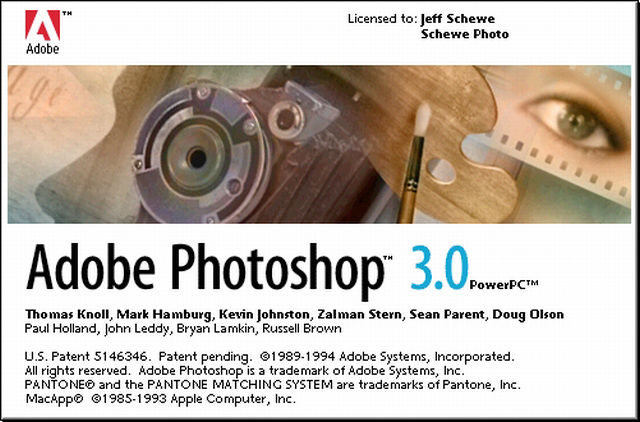 Adobe™
Licensed to: Jeff Schewe
Schewe Photo
Adobe Photoshop™ 3.0 PowerPC™
Thomas Knoll, Mark Hamburg, Kevin Johnston, Zalman Stern, Sean Parent, Doug Olson
Paul Holland, John Leddy, Bryan Lamkin, Russell Brown
U.S. Patent 5146346.  Patent pending.  ©1989-1994 Adobe Systems, Incorporated.
All rights reserved.  Adobe Photoshop is a trademark of Adobe Systems, Inc.
PANTONE® and the PANTONE MATCHING SYSTEM are trademarks of Pantone, Inc.
MacApp®  ©1985-1993 Apple Computer, Inc.